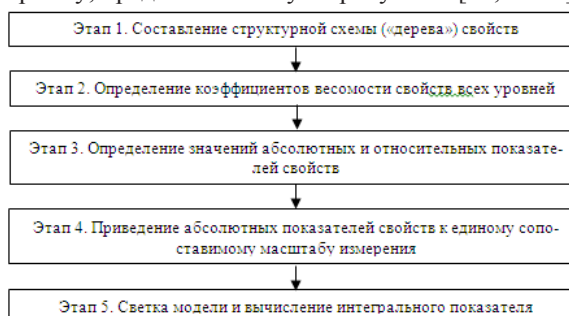 Этап 1. Составление структурной схемы («дерева») свойств
Этап 2. Определение коэффициентов весомости свойств всех уровней
Этап 3. Определение значений абсолютных и относительных показате-
лей свойств
Этап 4. Приведение абсолютных показателей свойств к единому сопо-
ставимому масштабу измерения
Этап 5. Светка модели и вычисление интегрального показателя